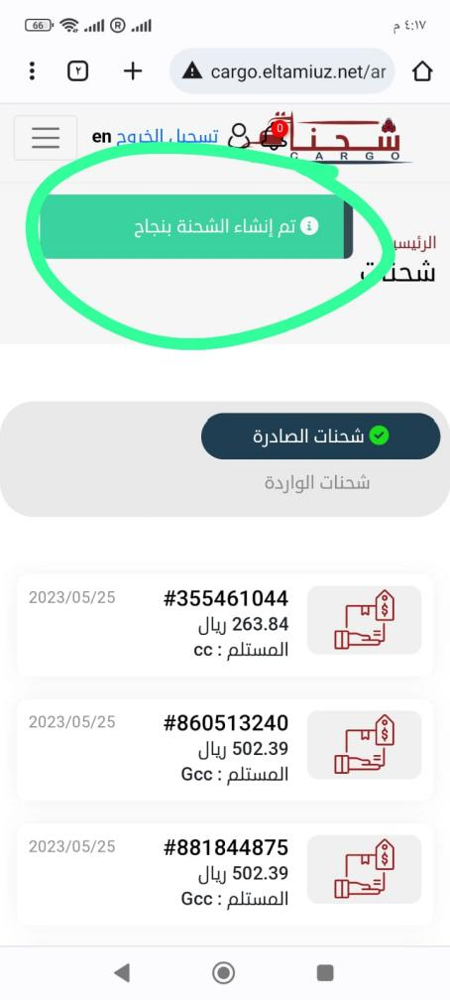 66
٤:١٧ م
٢
cargo.eltamiuz.net/ar
0
en
تسجيل الخروج
شحنات
CARGO
تم إنشاء الشحنة بنجاح
شحنات
شحنات الصادرة
شحنات الواردة
#355461044
2023/05/25
263.84 ريال
المستلم : cc
#860513240
2023/05/25
502.39 ريال
المستلم : Gcc
#881844875
2023/05/25
502.39 ريال
المستلم : Gcc